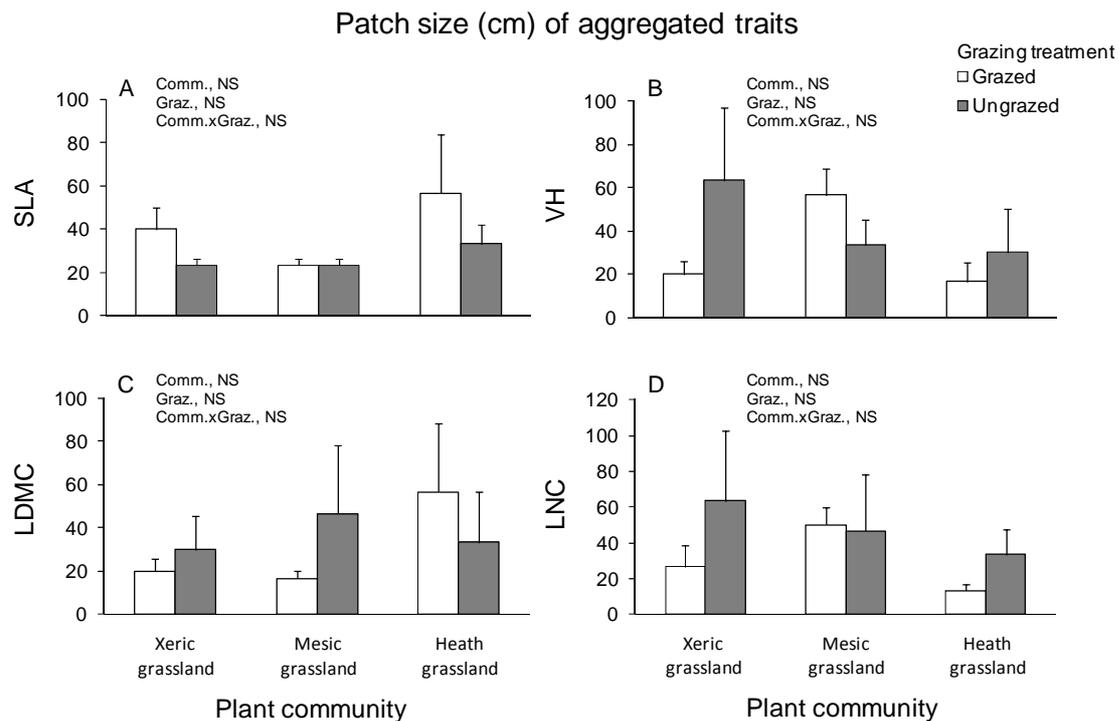 Patch size (cm) of aggregated traits
Grazing treatment
Grazed
Ungrazed
A
Comm., NS
Graz., NS
Comm.xGraz., NS
SLA
100
80
60
40
20
0
B
Comm., NS
Graz., NS
Comm.xGraz., NS
VH
100
80
60
40
20
0
C
Comm., NS
Graz., NS
Comm.xGraz., NS
LDMC
100
80
60
40
20
0
Xeric
grassland
Mesic
grassland
Heath
grassland
Plant community
D
Comm., NS
Graz., NS
Comm.xGraz., NS
LNC
120
100
80
60
40
20
0
Xeric
grassland
Mesic
grassland
Heath
grassland
Plant community